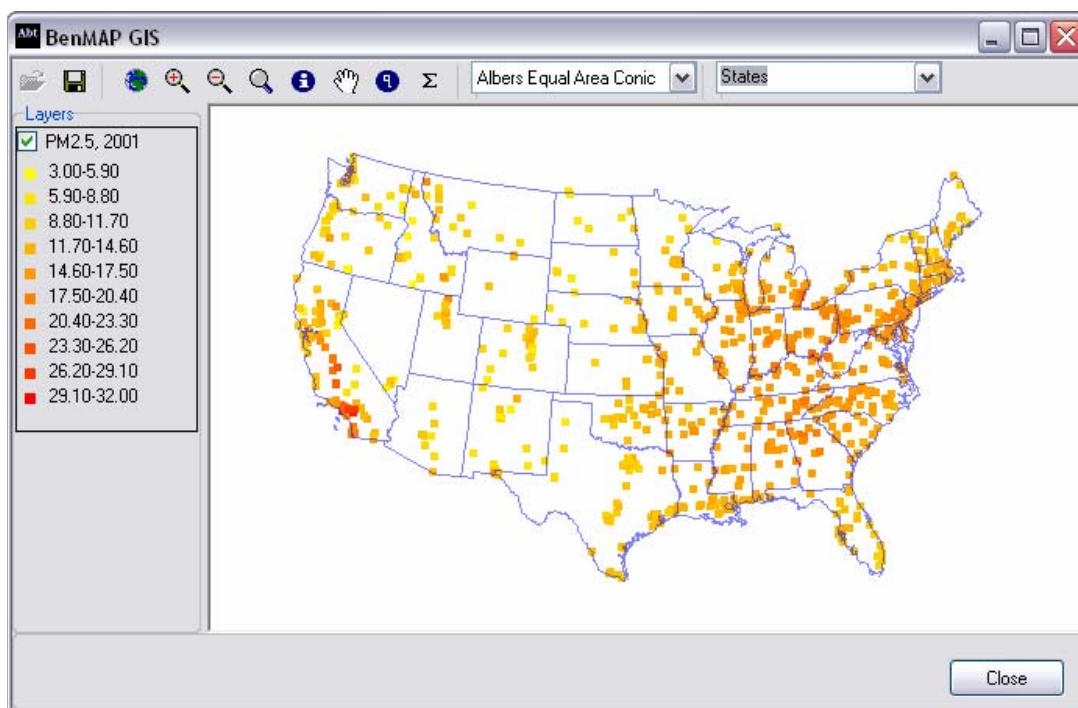 Abt BenMAP GIS
Albers Equal Area Conic States
Layers
PM2.5, 2001
3.00-5.90
5.90-8.80
8.80-11.70
11.70-14.60
14.60-17.50
17.50-20.40
20.40-23.30
23.30-26.20
26.20-29.10
29.10-32.00
Close